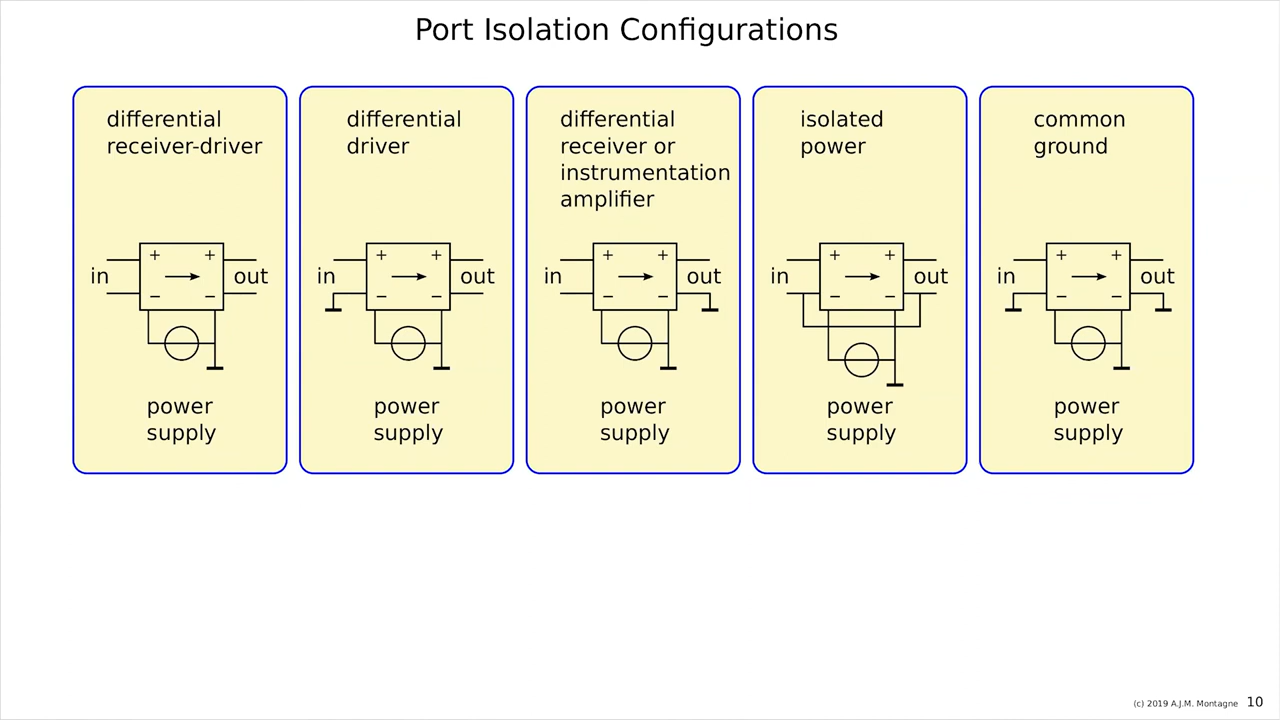 Port Isolation Configurations
differential
receiver-driver
in
+ +
− −
out
power
supply
differential
driver
in
+ +
− −
out
power
supply
differential
receiver or
instrumentation
amplifier
in
+ +
− −
out
power
supply
isolated
power
in
+ +
− −
out
power
supply
common
ground
in
+ +
− −
out
power
supply
(c) 2019 A.J.M. Montagne 10